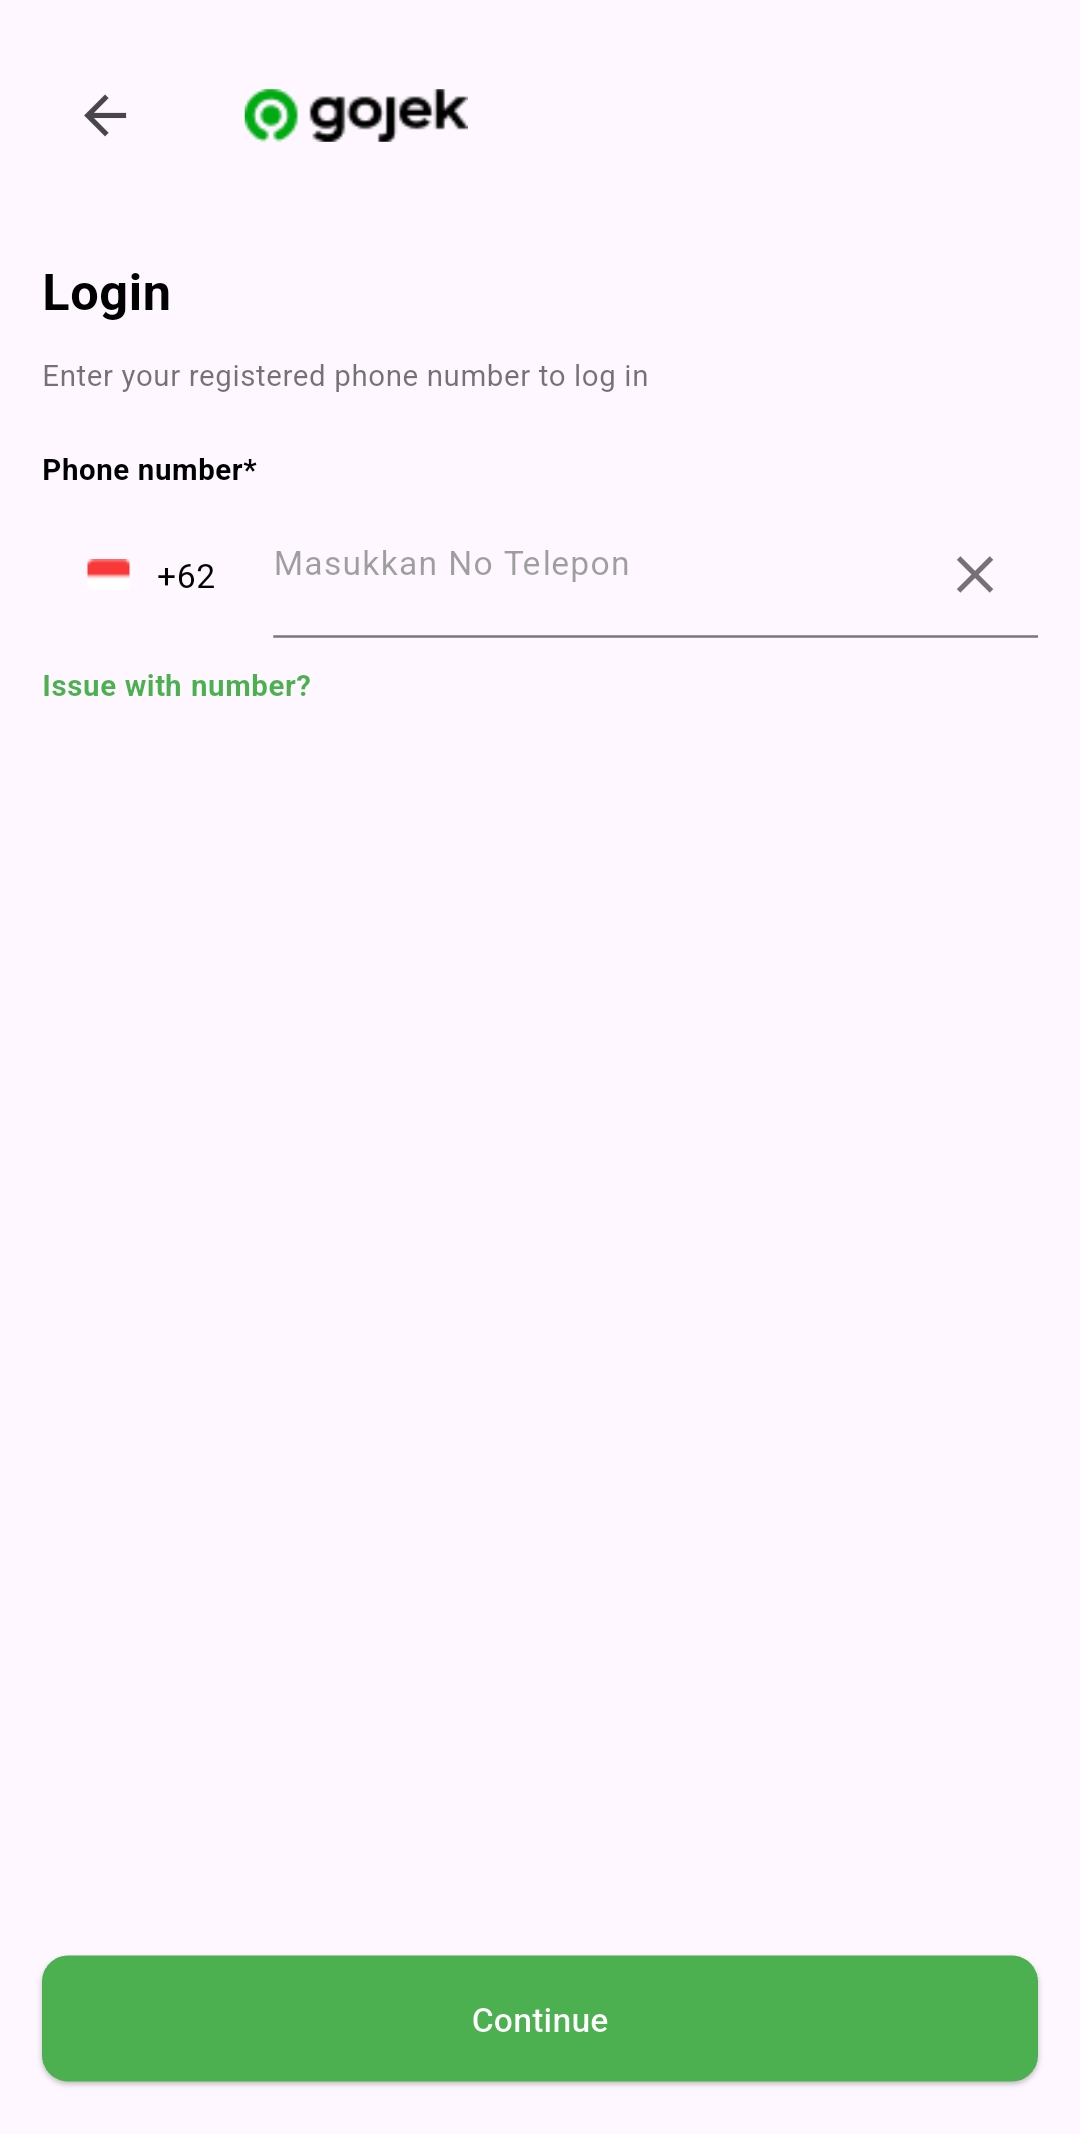 gojek
Login
Enter your registered phone number to log in
Phone number*
+62 Masukkan No Telepon
Issue with number?
Continue